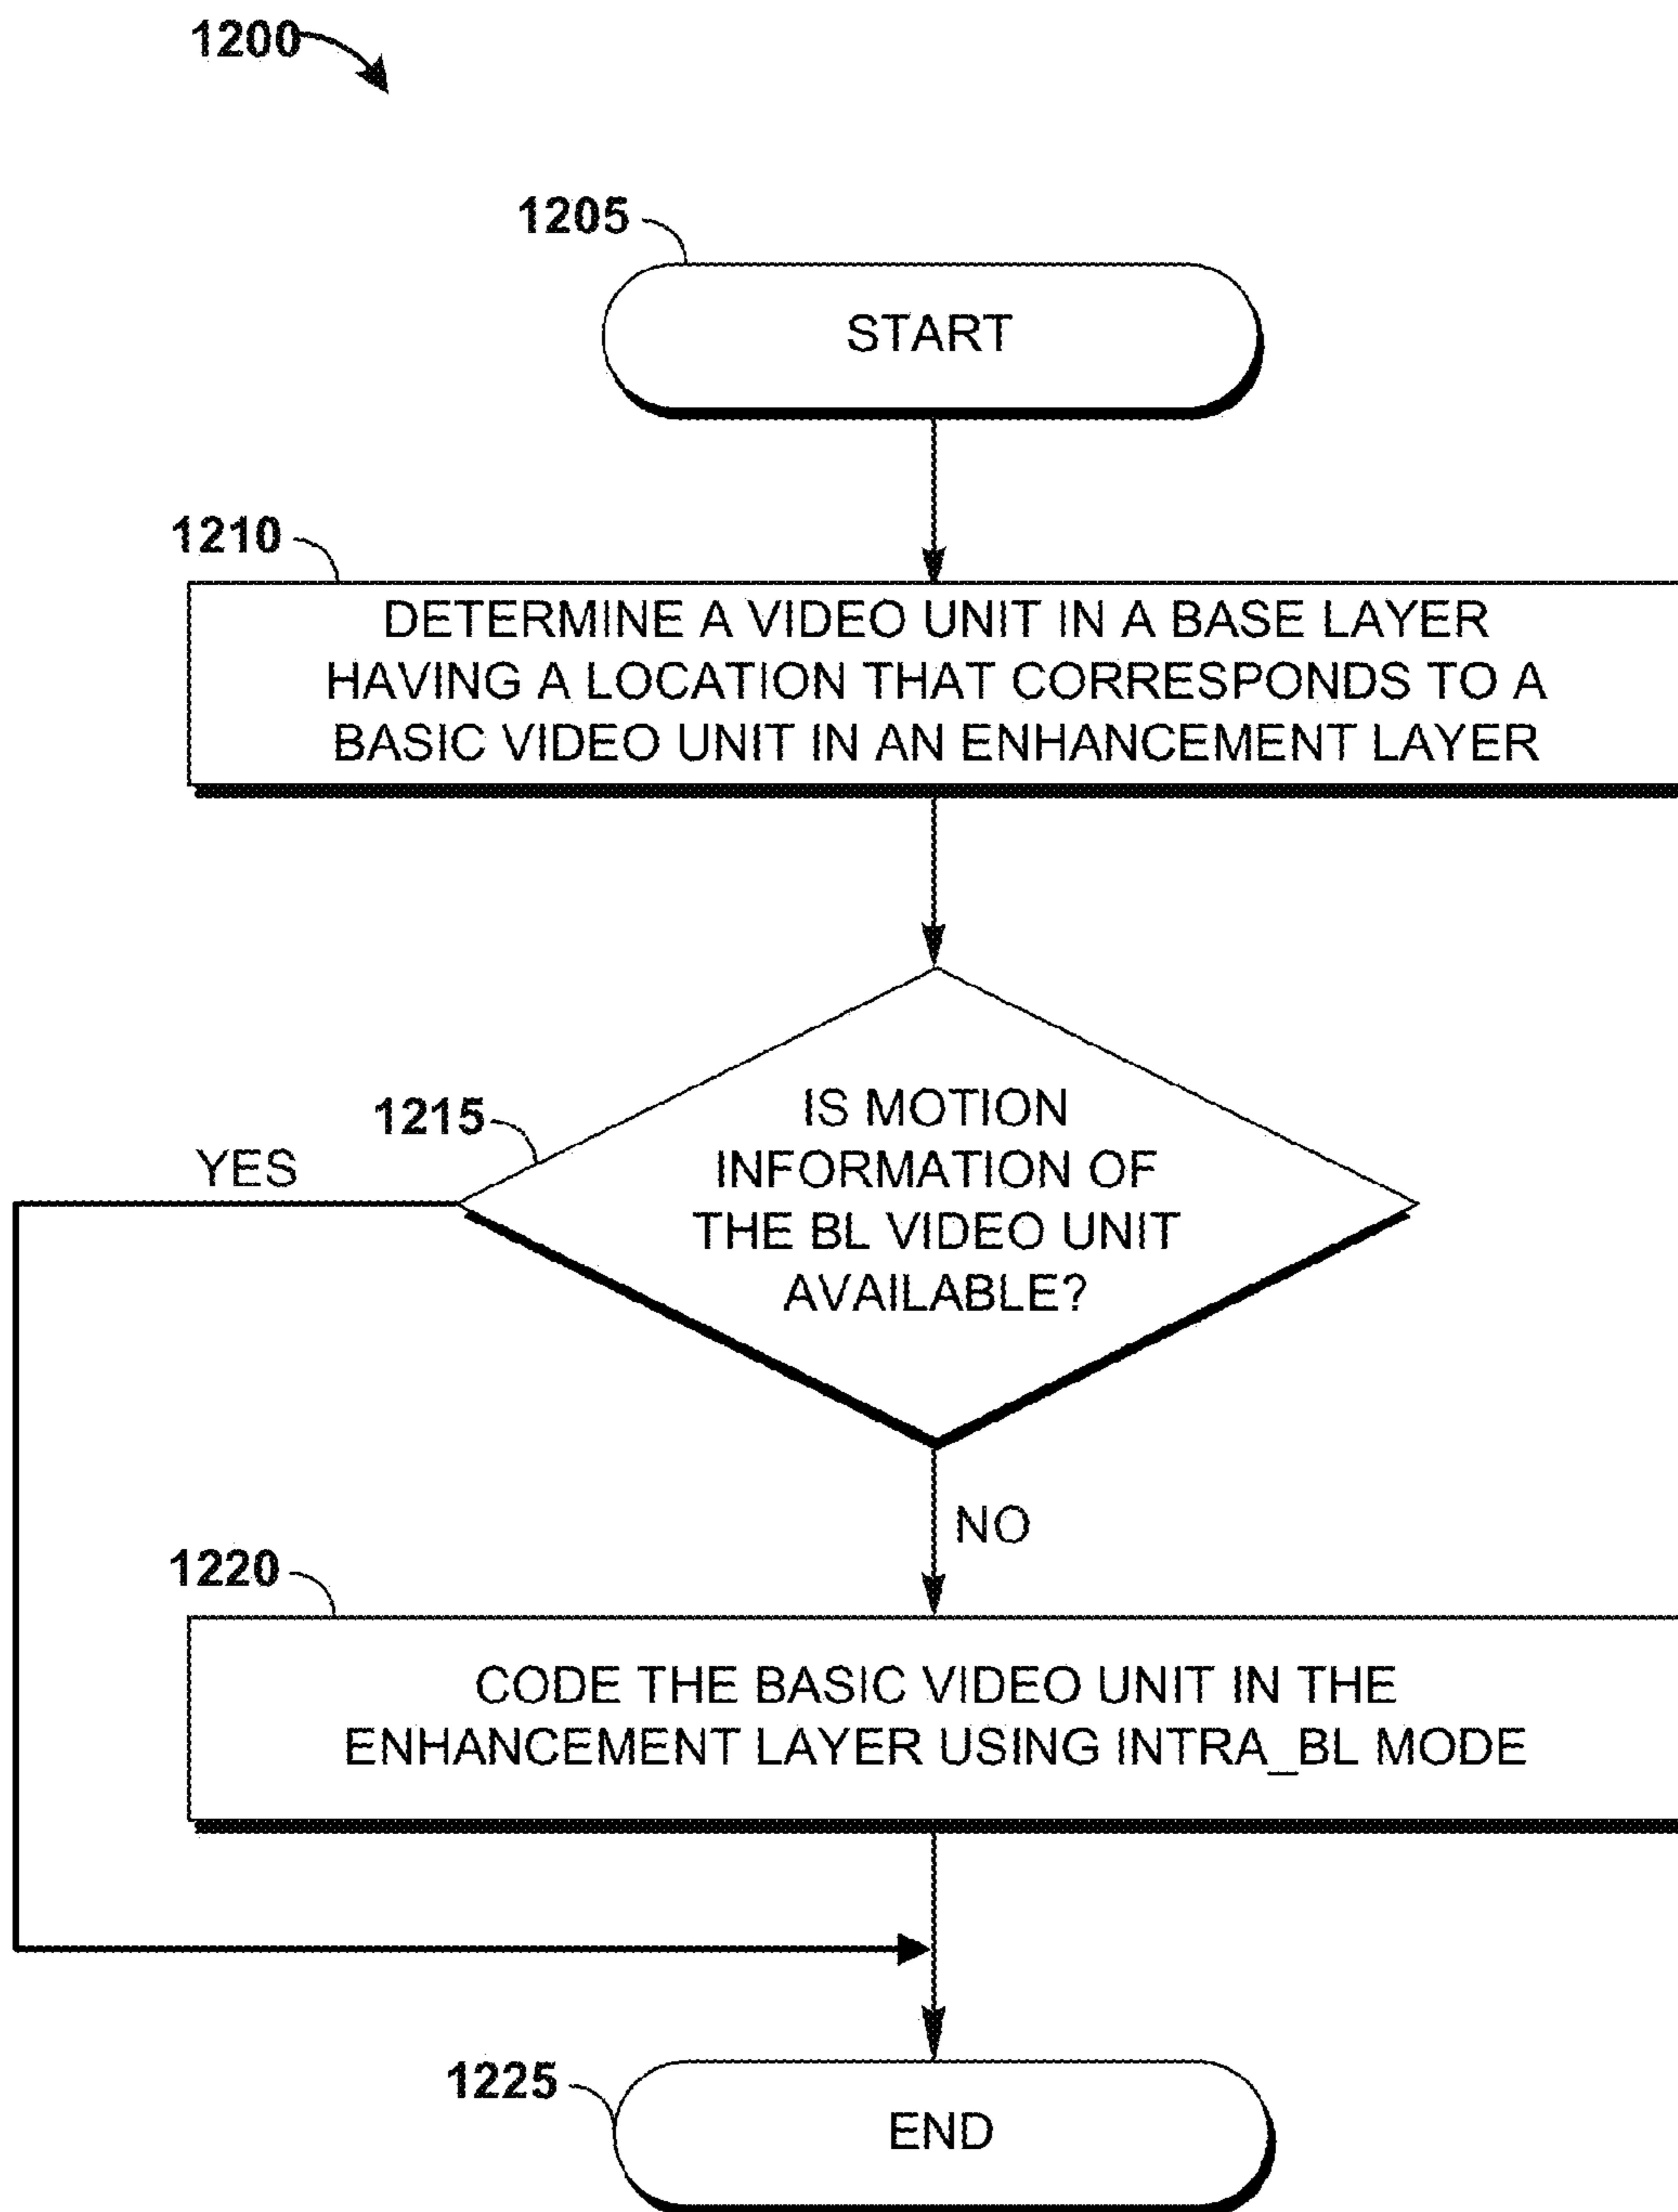 1200
1205
START
1210
DETERMINE A VIDEO UNIT IN A BASE LAYER
HAVING A LOCATION THAT CORRESPONDS TO A
BASIC VIDEO UNIT IN AN ENHANCEMENT LAYER
1215
YES
IS MOTION
INFORMATION OF
THE BL VIDEO UNIT
AVAILABLE?
NO
1220
CODE THE BASIC VIDEO UNIT IN THE
ENHANCEMENT LAYER USING INTRA_BL MODE
1225
END